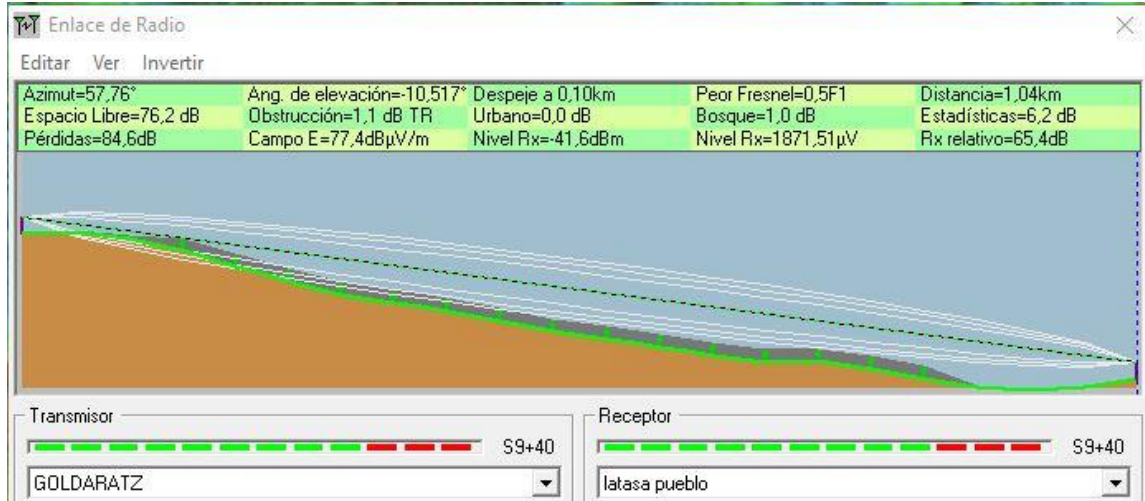 Enlace de Radio
Editar Ver Invertir
Azimut=57,76° Ang. de elevación=-10,517° Despeje a 0,10km Peor Fresnel=0,5F1 Distancia=1,04km
Espacio Libre=76,2 dB Obstrucción=1,1 dB TR Urbano=0,0 dB Bosque=1,0 dB Estadísticas=6,2 dB
Pérdidas=84,6dB Campo E=77,4dBµV/m Nivel Rx=-41,6dBm Nivel Rx=1871,51µV Rx relativo=65,4dB
Transmisor Receptor
S9+40 S9+40
GOLDARATZ latasa pueblo